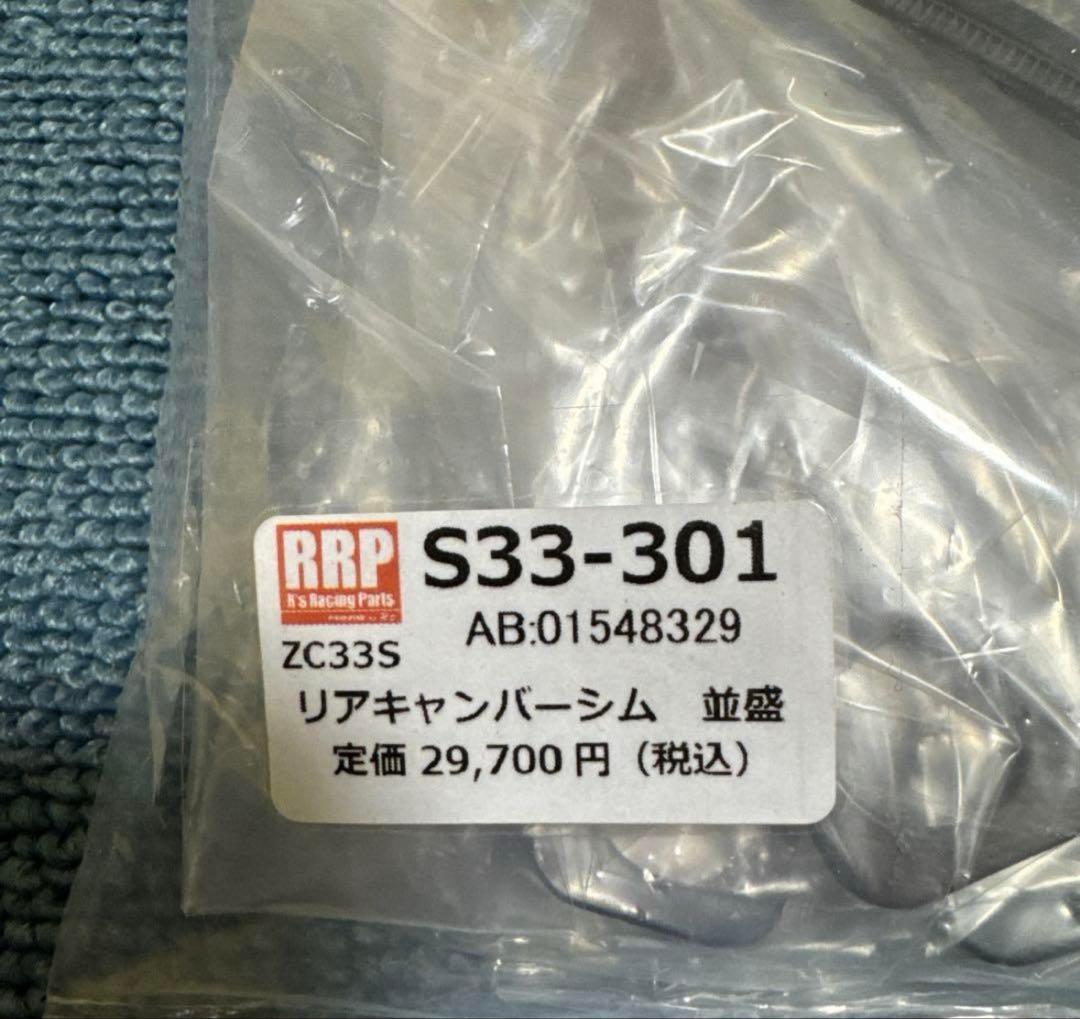 RRP
R's Racing Parts
S33-301
AB:01548329
ZC33S
リアキャンバーシム　並盛
定価 29,700 円（税込）